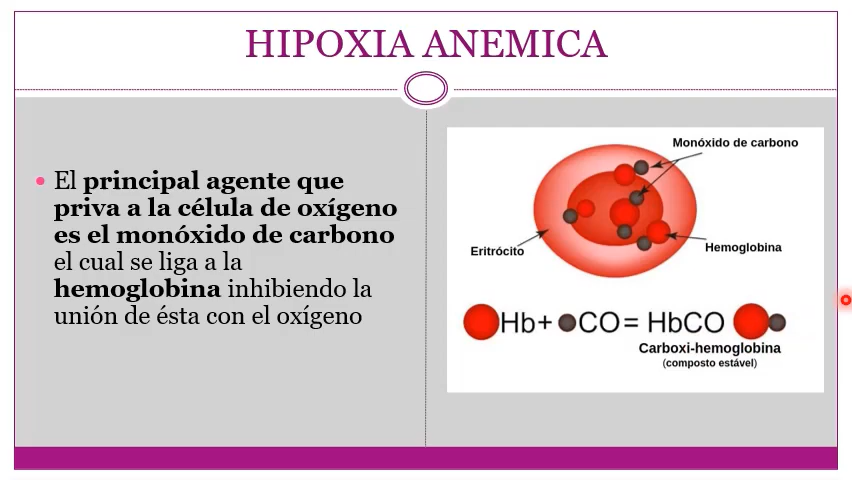 HIPOXIA ANEMICA
• El principal agente que
priva a la célula de oxígeno
es el monóxido de carbono
el cual se liga a la
hemoglobina inhibiendo la
unión de ésta con el oxígeno
Monóxido de carbono
Eritrócito
Hemoglobina
Hb + CO = HbCO
Carboxi-hemoglobina
(composto estável)